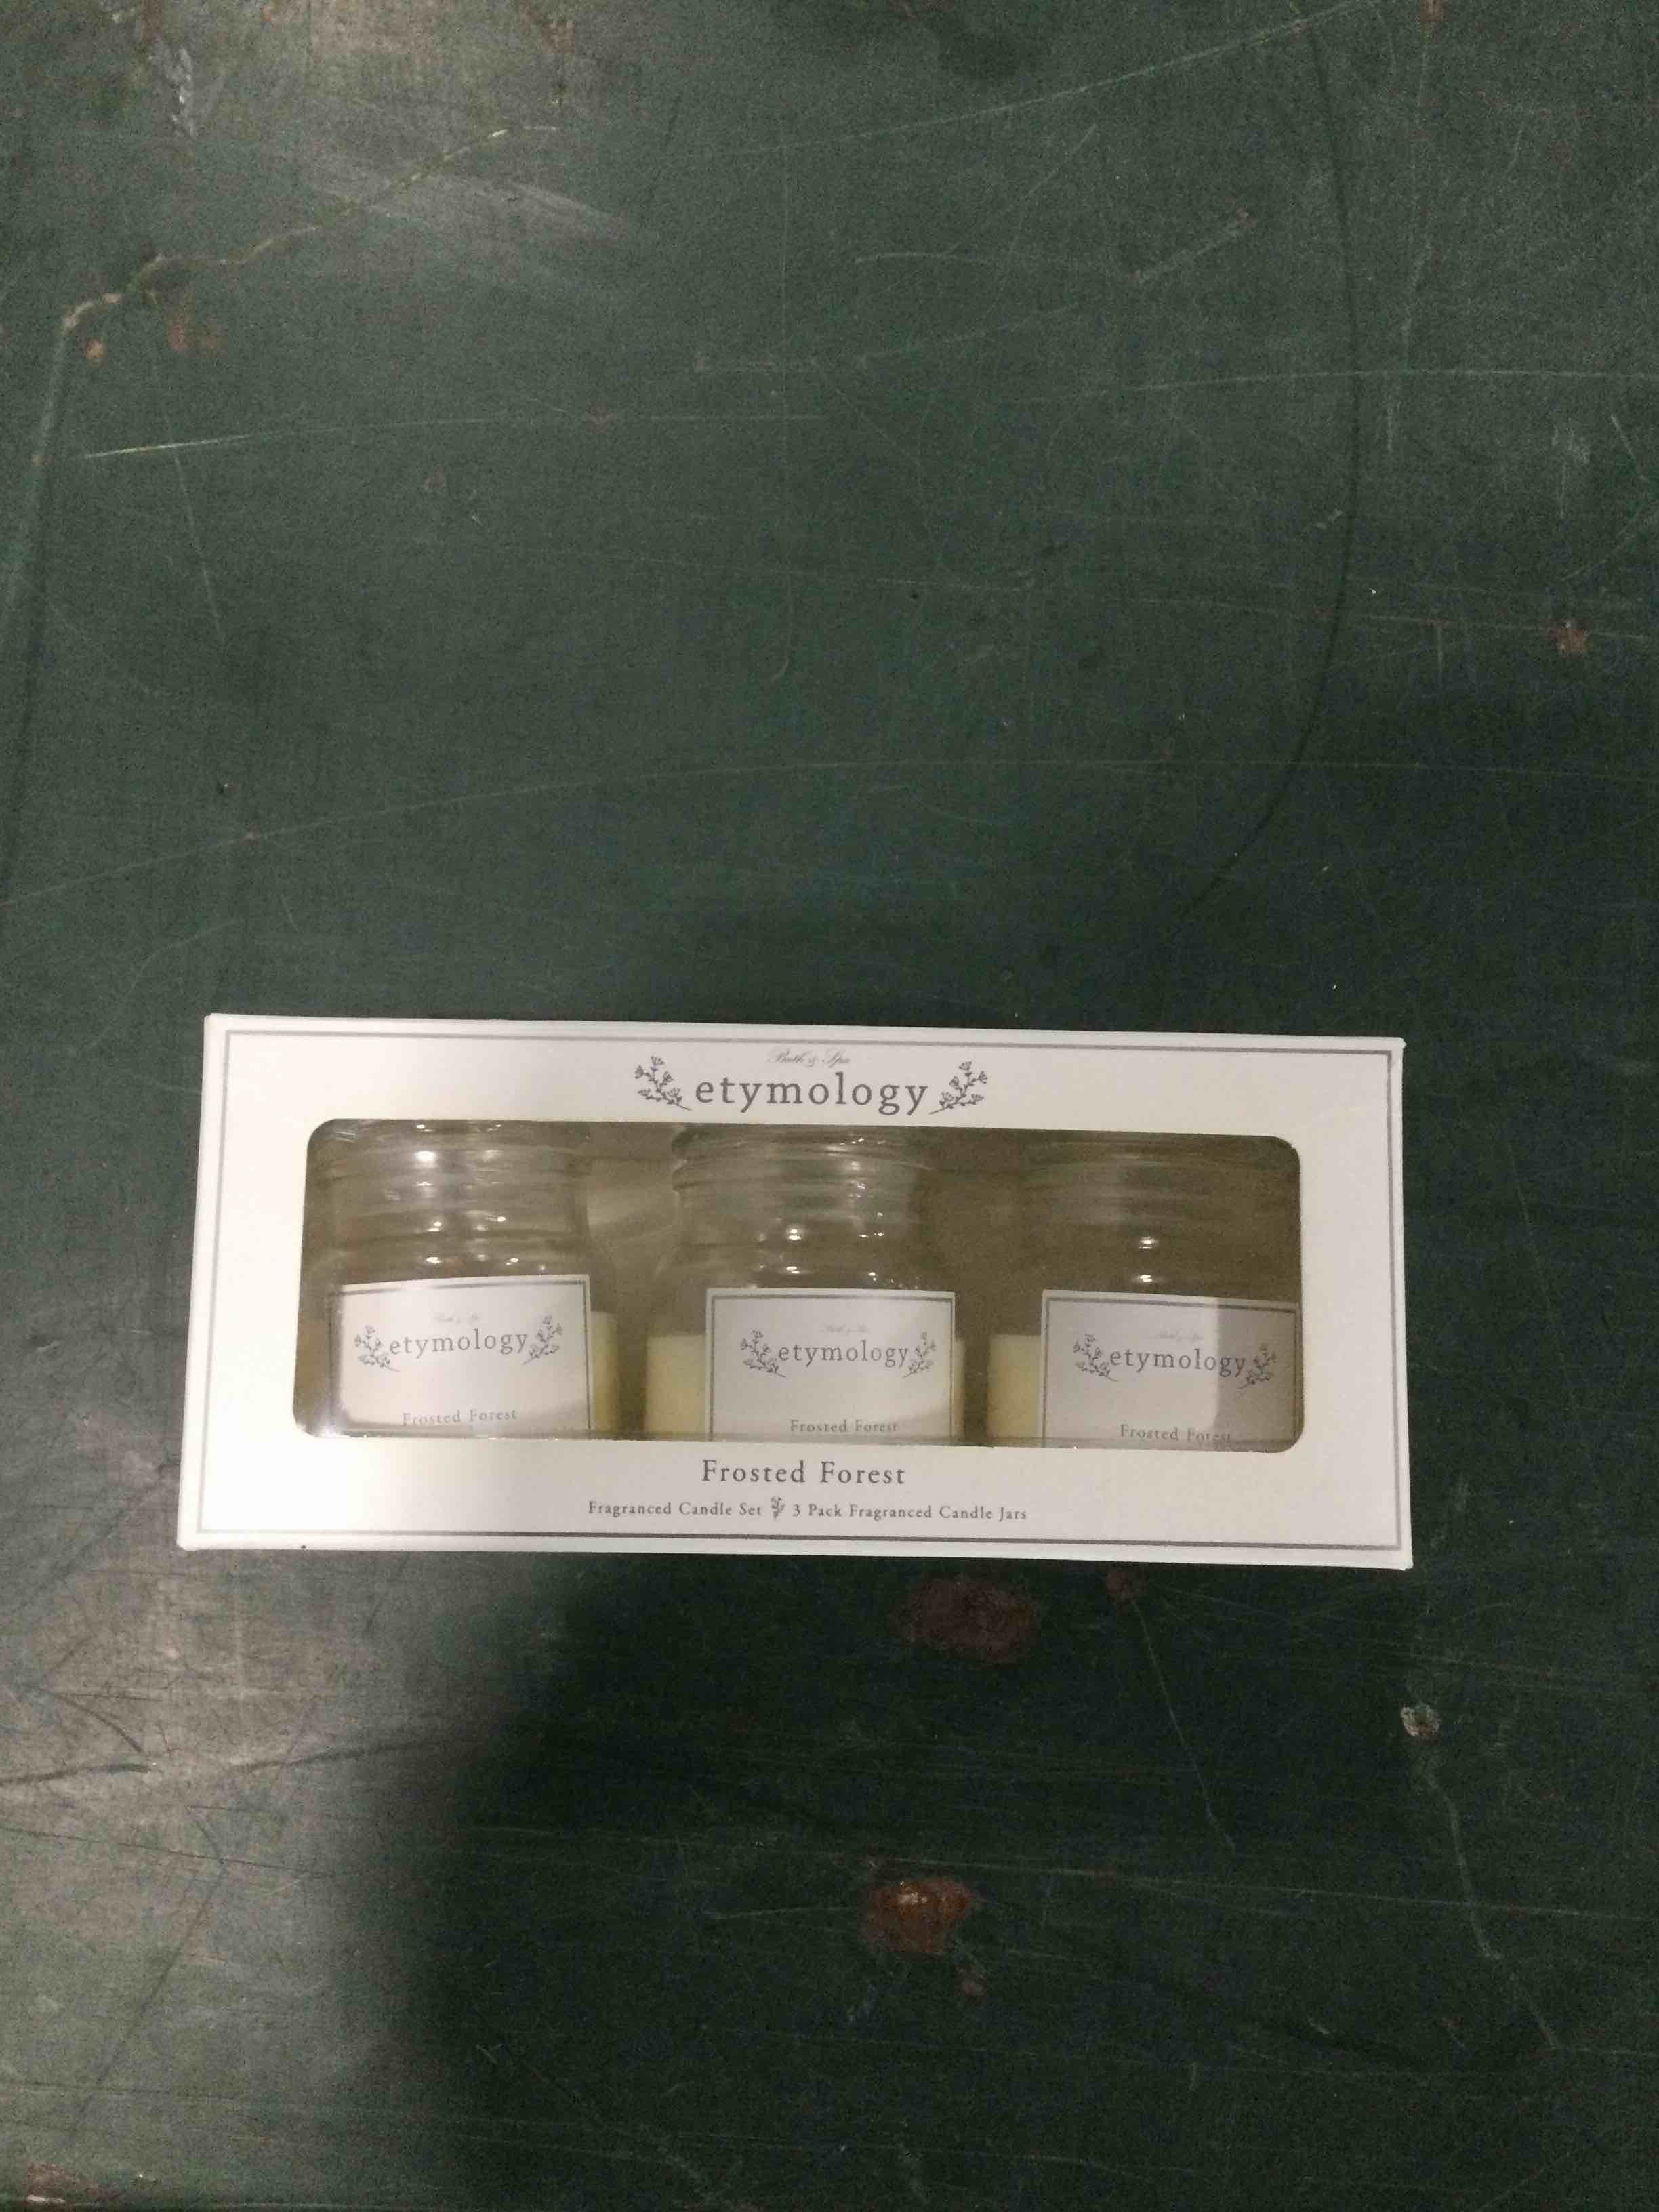 Bath & Spa
etymology
Bath & Spa
etymology
Frosted Forest
Bath & Spa
etymology
Frosted Forest
Bath & Spa
etymology
Frosted Forest
Frosted Forest
Fragranced Candle Set 3 Pack Fragranced Candle Jars